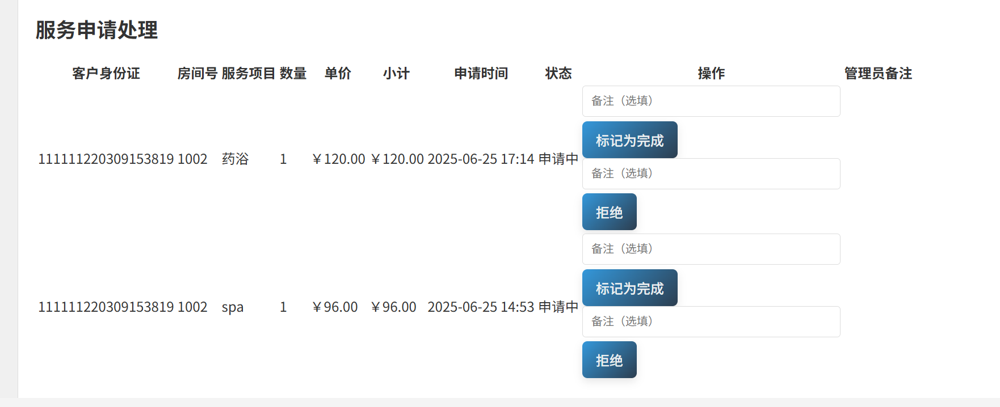 服务申请处理
客户身份证 房间号 服务项目 数量 单价 小计 申请时间 状态 操作 管理员备注
备注（选填）
标记为完成
111111220309153819 1002 药浴 1 ￥120.00 ￥120.00 2025-06-25 17:14 申请中
备注（选填）
拒绝
备注（选填）
标记为完成
111111220309153819 1002 spa 1 ￥96.00 ￥96.00 2025-06-25 14:53 申请中
备注（选填）
拒绝